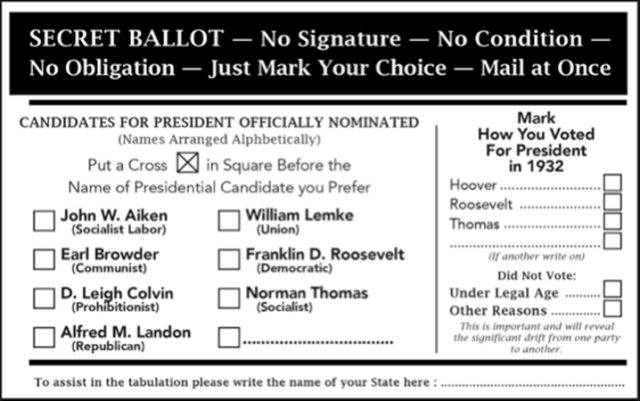 SECRET BALLOT — No Signature — No Condition —
No Obligation — Just Mark Your Choice — Mail at Once
CANDIDATES FOR PRESIDENT OFFICIALLY NOMINATED
(Names Arranged Alphbetically)
Put a Cross ☒ in Square Before the
Name of Presidential Candidate you Prefer
John W. Aiken
(Socialist Labor)
Earl Browder
(Communist)
D. Leigh Colvin
(Prohibitionist)
Alfred M. Landon
(Republican)
William Lemke
(Union)
Franklin D. Roosevelt
(Democratic)
Norman Thomas
(Socialist)
..................................
Mark
How You Voted
For President
in 1932
Hoover ........................
Roosevelt ....................
Thomas ........................
....................................
(If another write on)
Did Not Vote:
Under Legal Age .........
Other Reasons ............
This is important and will reveal
the significant drift from one party
to another.
To assist in the tabulation please write the name of your State here : ........................................